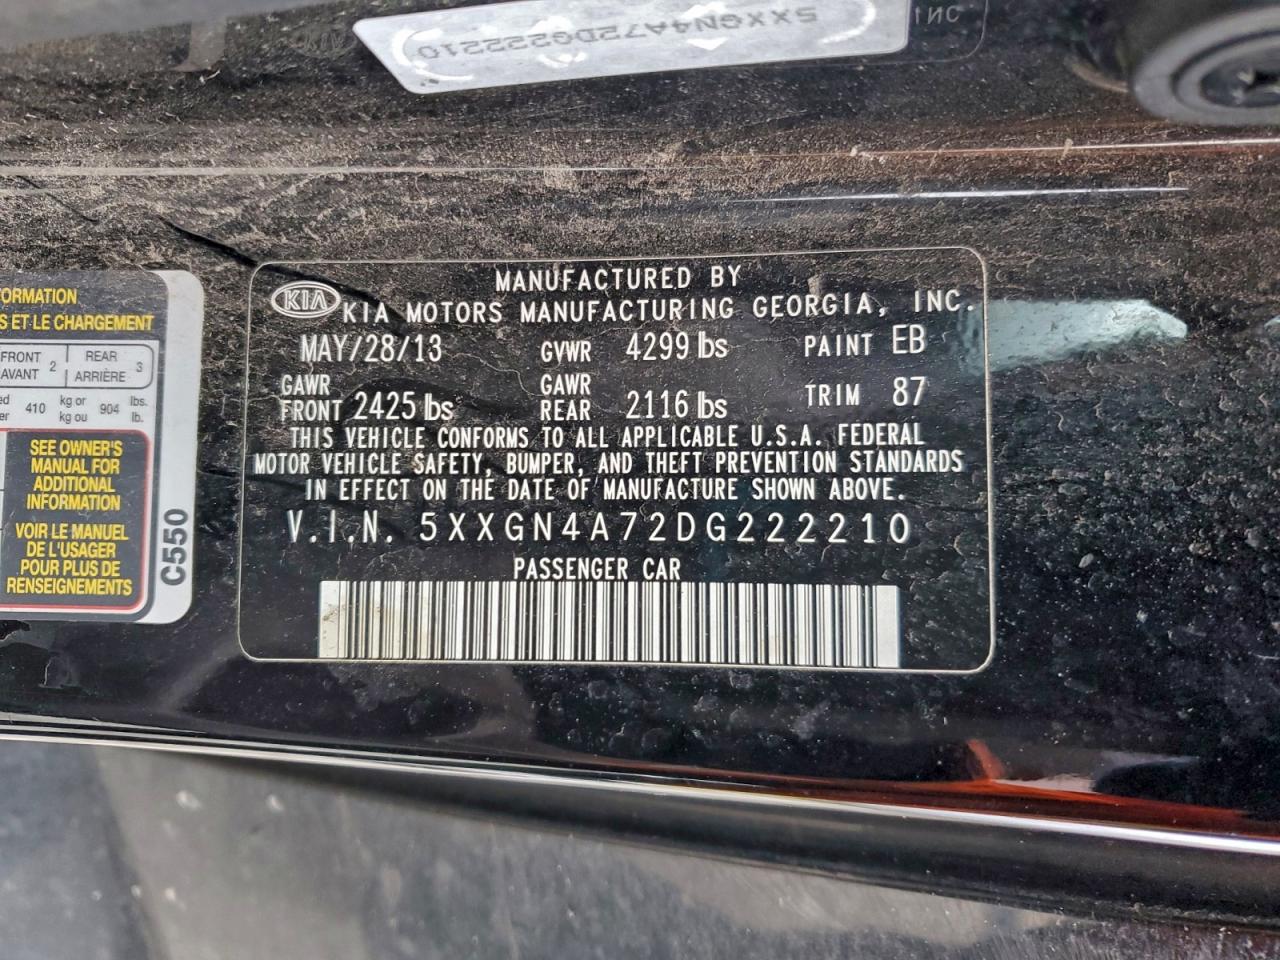 5XXGN4A72DG222210
INC
MANUFACTURED BY
KIA KIA MOTORS MANUFACTURING GEORGIA, INC.
MAY/28/13 GVWR 4299 lbs PAINT EB
GAWR FRONT 2425 lbs GAWR REAR 2116 lbs TRIM 87
THIS VEHICLE CONFORMS TO ALL APPLICABLE U.S.A. FEDERAL
MOTOR VEHICLE SAFETY, BUMPER, AND THEFT PREVENTION STANDARDS
IN EFFECT ON THE DATE OF MANUFACTURE SHOWN ABOVE.
V.I.N. 5XXGN4A72DG222210
PASSENGER CAR
ORMATION
S ET LE CHARGEMENT
FRONT AVANT 2 REAR ARRIÈRE 3
410 kg or kg ou 904 lbs. lb.
SEE OWNER'S
MANUAL FOR
ADDITIONAL
INFORMATION
VOIR LE MANUEL
DE L'USAGER
POUR PLUS DE
RENSEIGNEMENTS
C550